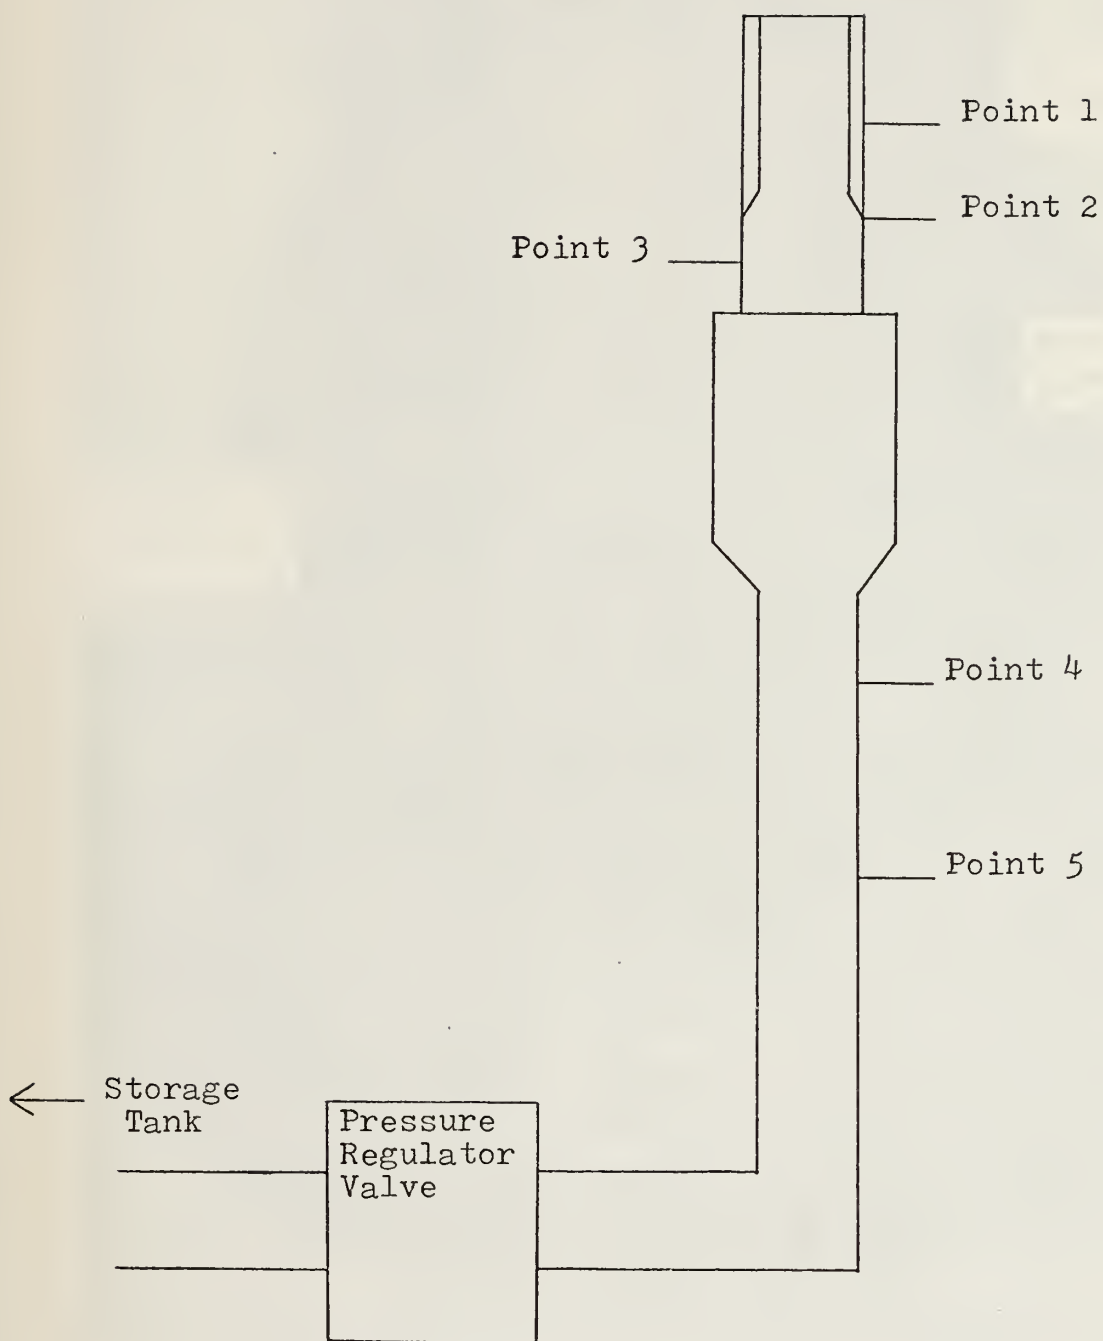 Point 1
Point 2
Point 3
Point 4
Point 5
Storage
Tank
Pressure
Regulator
Valve